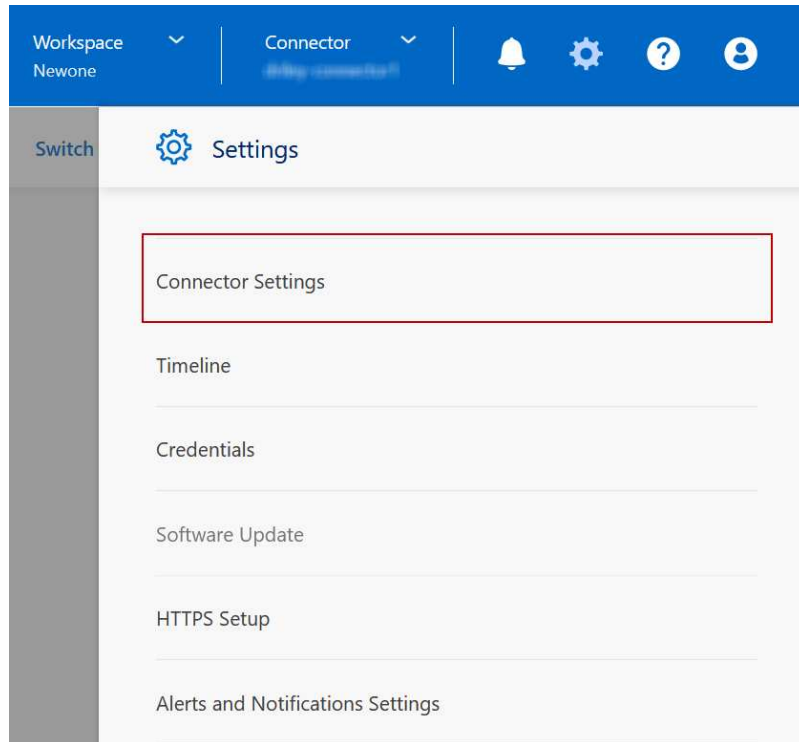 Workspace
Connector
Newone
Switch
Settings
Connector Settings
Timeline
Credentials
Software Update
HTTPS Setup
Alerts and Notifications Settings